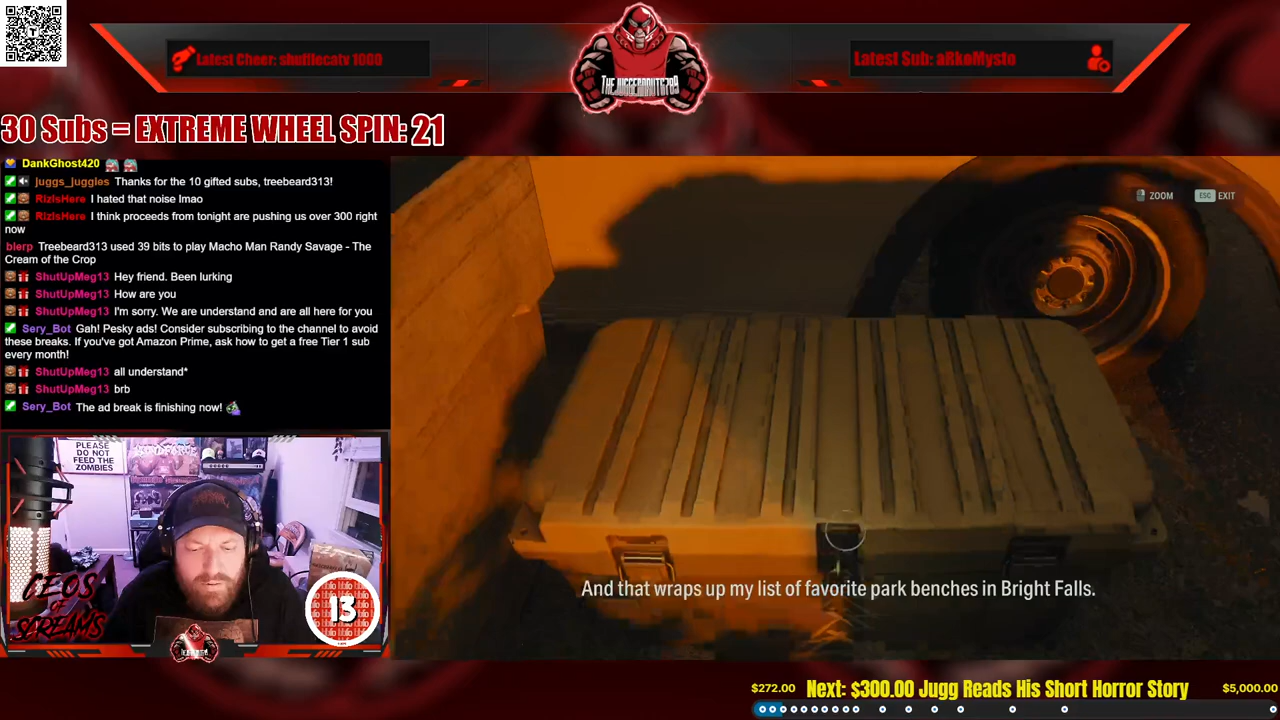 Latest Cheer: shufflecatv 1000
THEJUGGERNAUT6789
Latest Sub: aRkoMysto
30 Subs = EXTREME WHEEL SPIN: 21
DankGhost420
juggs_juggles Thanks for the 10 gifted subs, treebeard313!
RizIsHere I hated that noise lmao
RizIsHere I think proceeds from tonight are pushing us over 300 right
now
blerp Treebeard313 used 39 bits to play Macho Man Randy Savage - The
Cream of the Crop
ShutUpMeg13 Hey friend. Been lurking
ShutUpMeg13 How are you
ShutUpMeg13 I'm sorry. We are understand and are all here for you
Sery_Bot Gah! Pesky ads! Consider subscribing to the channel to avoid
these breaks. If you've got Amazon Prime, ask how to get a free Tier 1 sub
every month!
ShutUpMeg13 all understand*
ShutUpMeg13 brb
Sery_Bot The ad break is finishing now!
ZOOM ESC EXIT
And that wraps up my list of favorite park benches in Bright Falls.
PLEASE
DO NOT
FEED THE
ZOMBIES
CEOS
OF
SCREAMS
13
$272.00 Next: $300.00 Jugg Reads His Short Horror Story $5,000.00